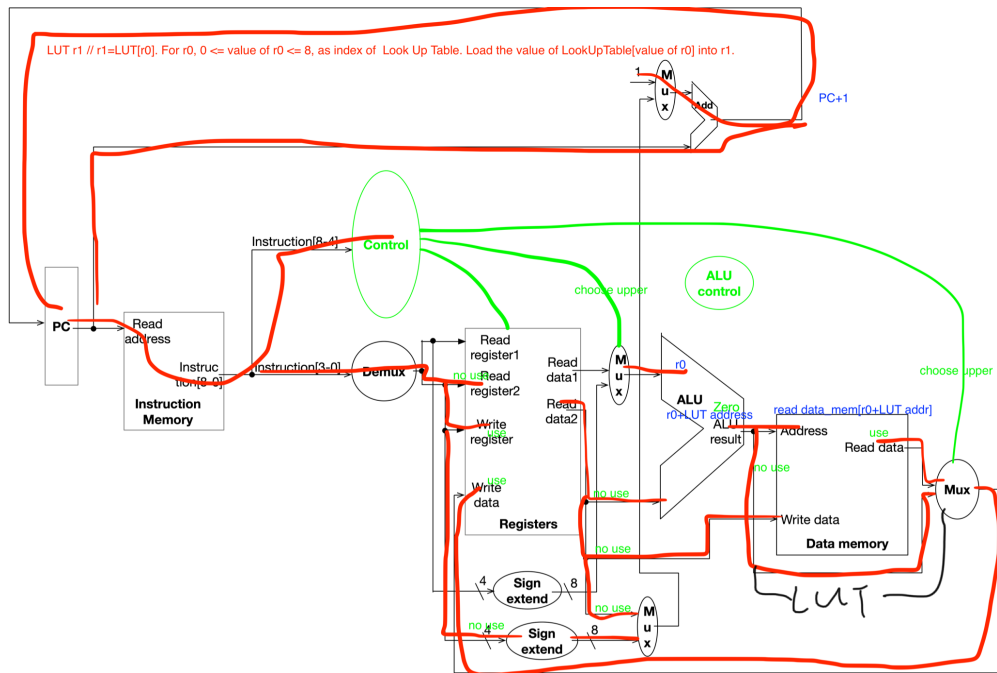 LUT r1 // r1=LUT[r0]. For r0, 0 <= value of r0 <= 8, as index of Look Up Table. Load the value of LookUpTable[value of r0] into r1.
1
M
u
x
Add
PC+1
Instruction[8-4]
Control
ALU
control
choose upper
PC
Read
address
Instruc
tion[8-0]
Instruction[3-0]
Instruction
Memory
Demux
Read
register1
no use
Read
register2
Write
register
use
use
Write
data
Read
data1
Read
data2
Registers
M
u
x
r0
ALU
Zero
r0+LUT address
ALU
result
no use
no use
no use
no use
read data_mem[r0+LUT addr]
Address
use
Read data
Write data
Data memory
choose upper
Mux
LUT
4
Sign
extend
8
no use
4
Sign
extend
8
M
u
x